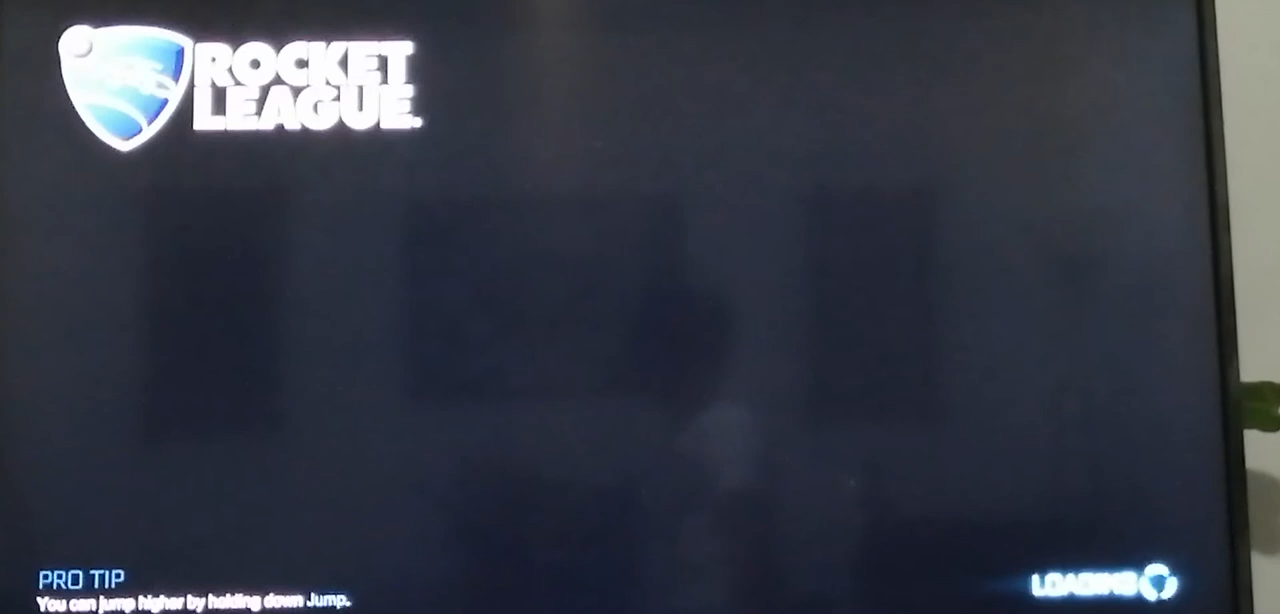 ROCKET
LEAGUE.
PRO TIP
You can jump higher by holding down Jump.
LOADING